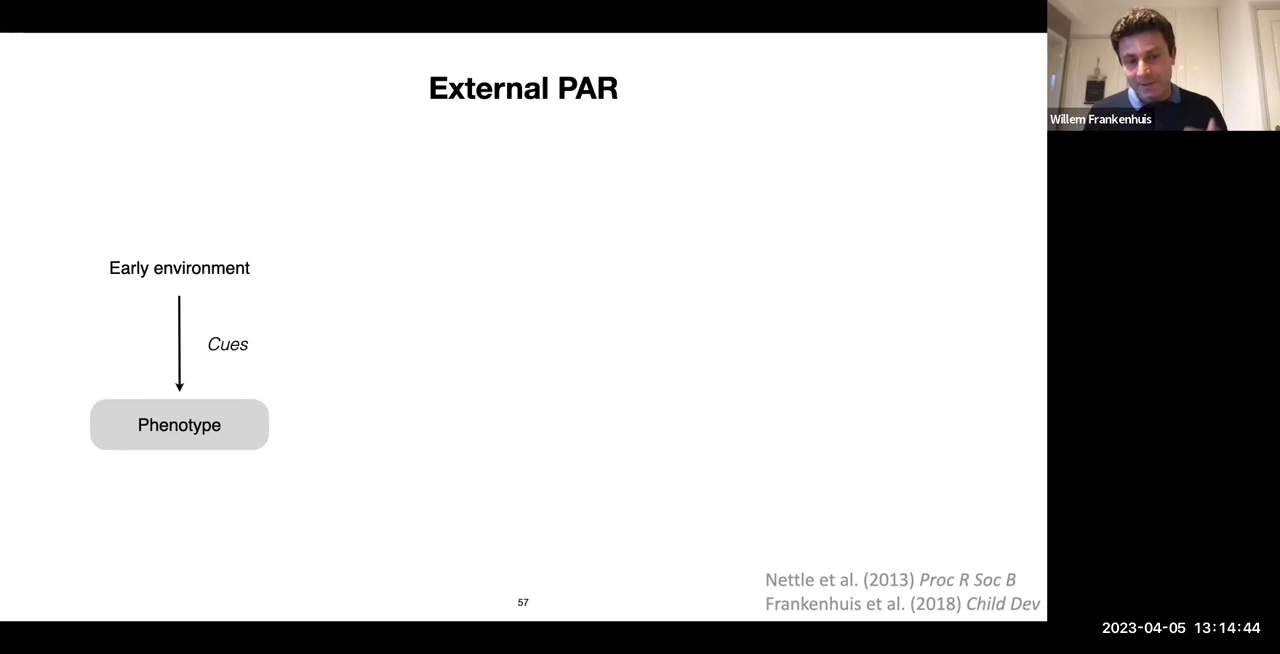 External PAR
Willem Frankenhuis
Early environment
Cues
Phenotype
Nettle et al. (2013) Proc R Soc B
Frankenhuis et al. (2018) Child Dev
57
2023-04-05 13:14:44